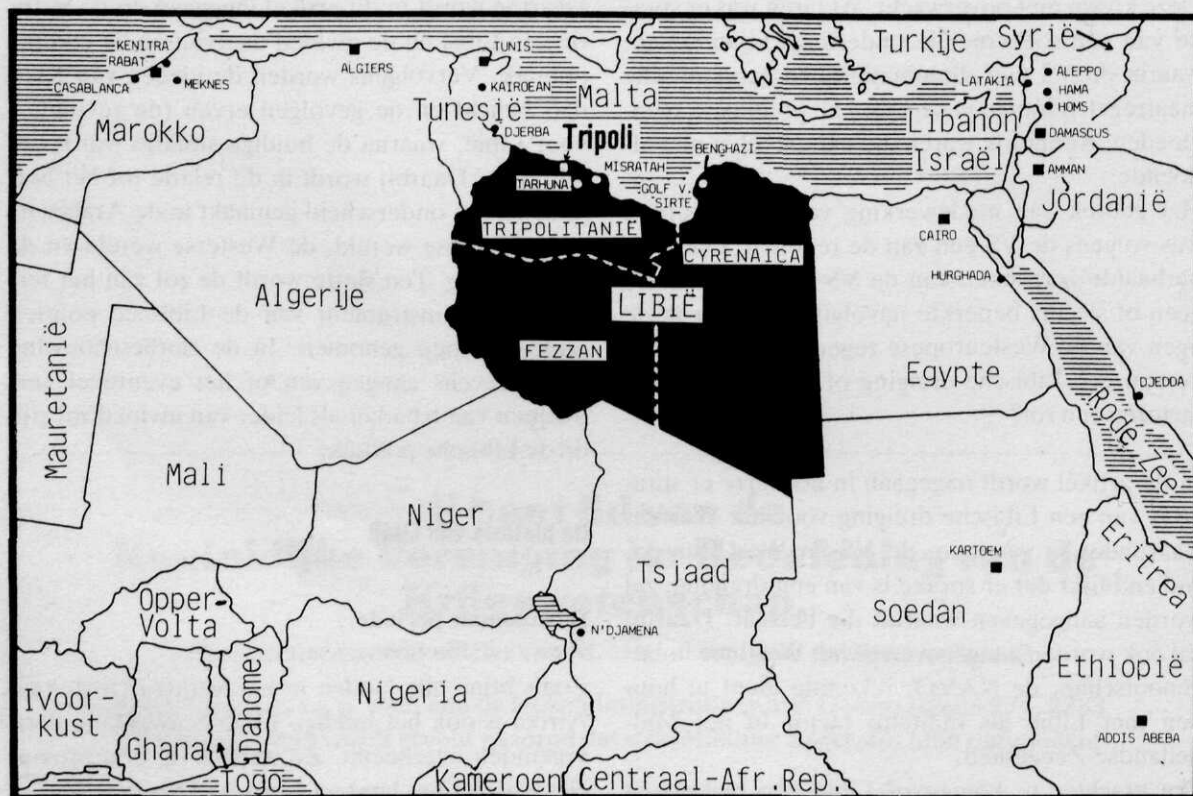 KENITRA
RABAT
CASABLANCA
MEKNES
Marokko
ALGIERS
TUNIS
KAIROEAN
Tunesië
DJERBA
Malta
Tripoli
MISRATAH
TARHUNA
BENGHAZI
GOLF V. SIRTE
Turkije
Syrië
LATAKIA
ALEPPO
HAMA
HOMS
Libanon
DAMASCUS
Israël
AMMAN
Jordanië
CAIRO
HURGHADA
TRIPOLITANIË
CYRENAICA
LIBIË
FEZZAN
Algerije
Egypte
DJEDDA
Rode Zee
Mauretanië
Mali
Niger
Tsjaad
KARTOEM
Soedan
Eritrea
Opper-
Volta
N'DJAMENA
Nigeria
Ethiopië
ADDIS ABEBA
Ivoor-
kust
Ghana
Togo
Dahomey
Kameroen
Centraal-Afr.Rep.